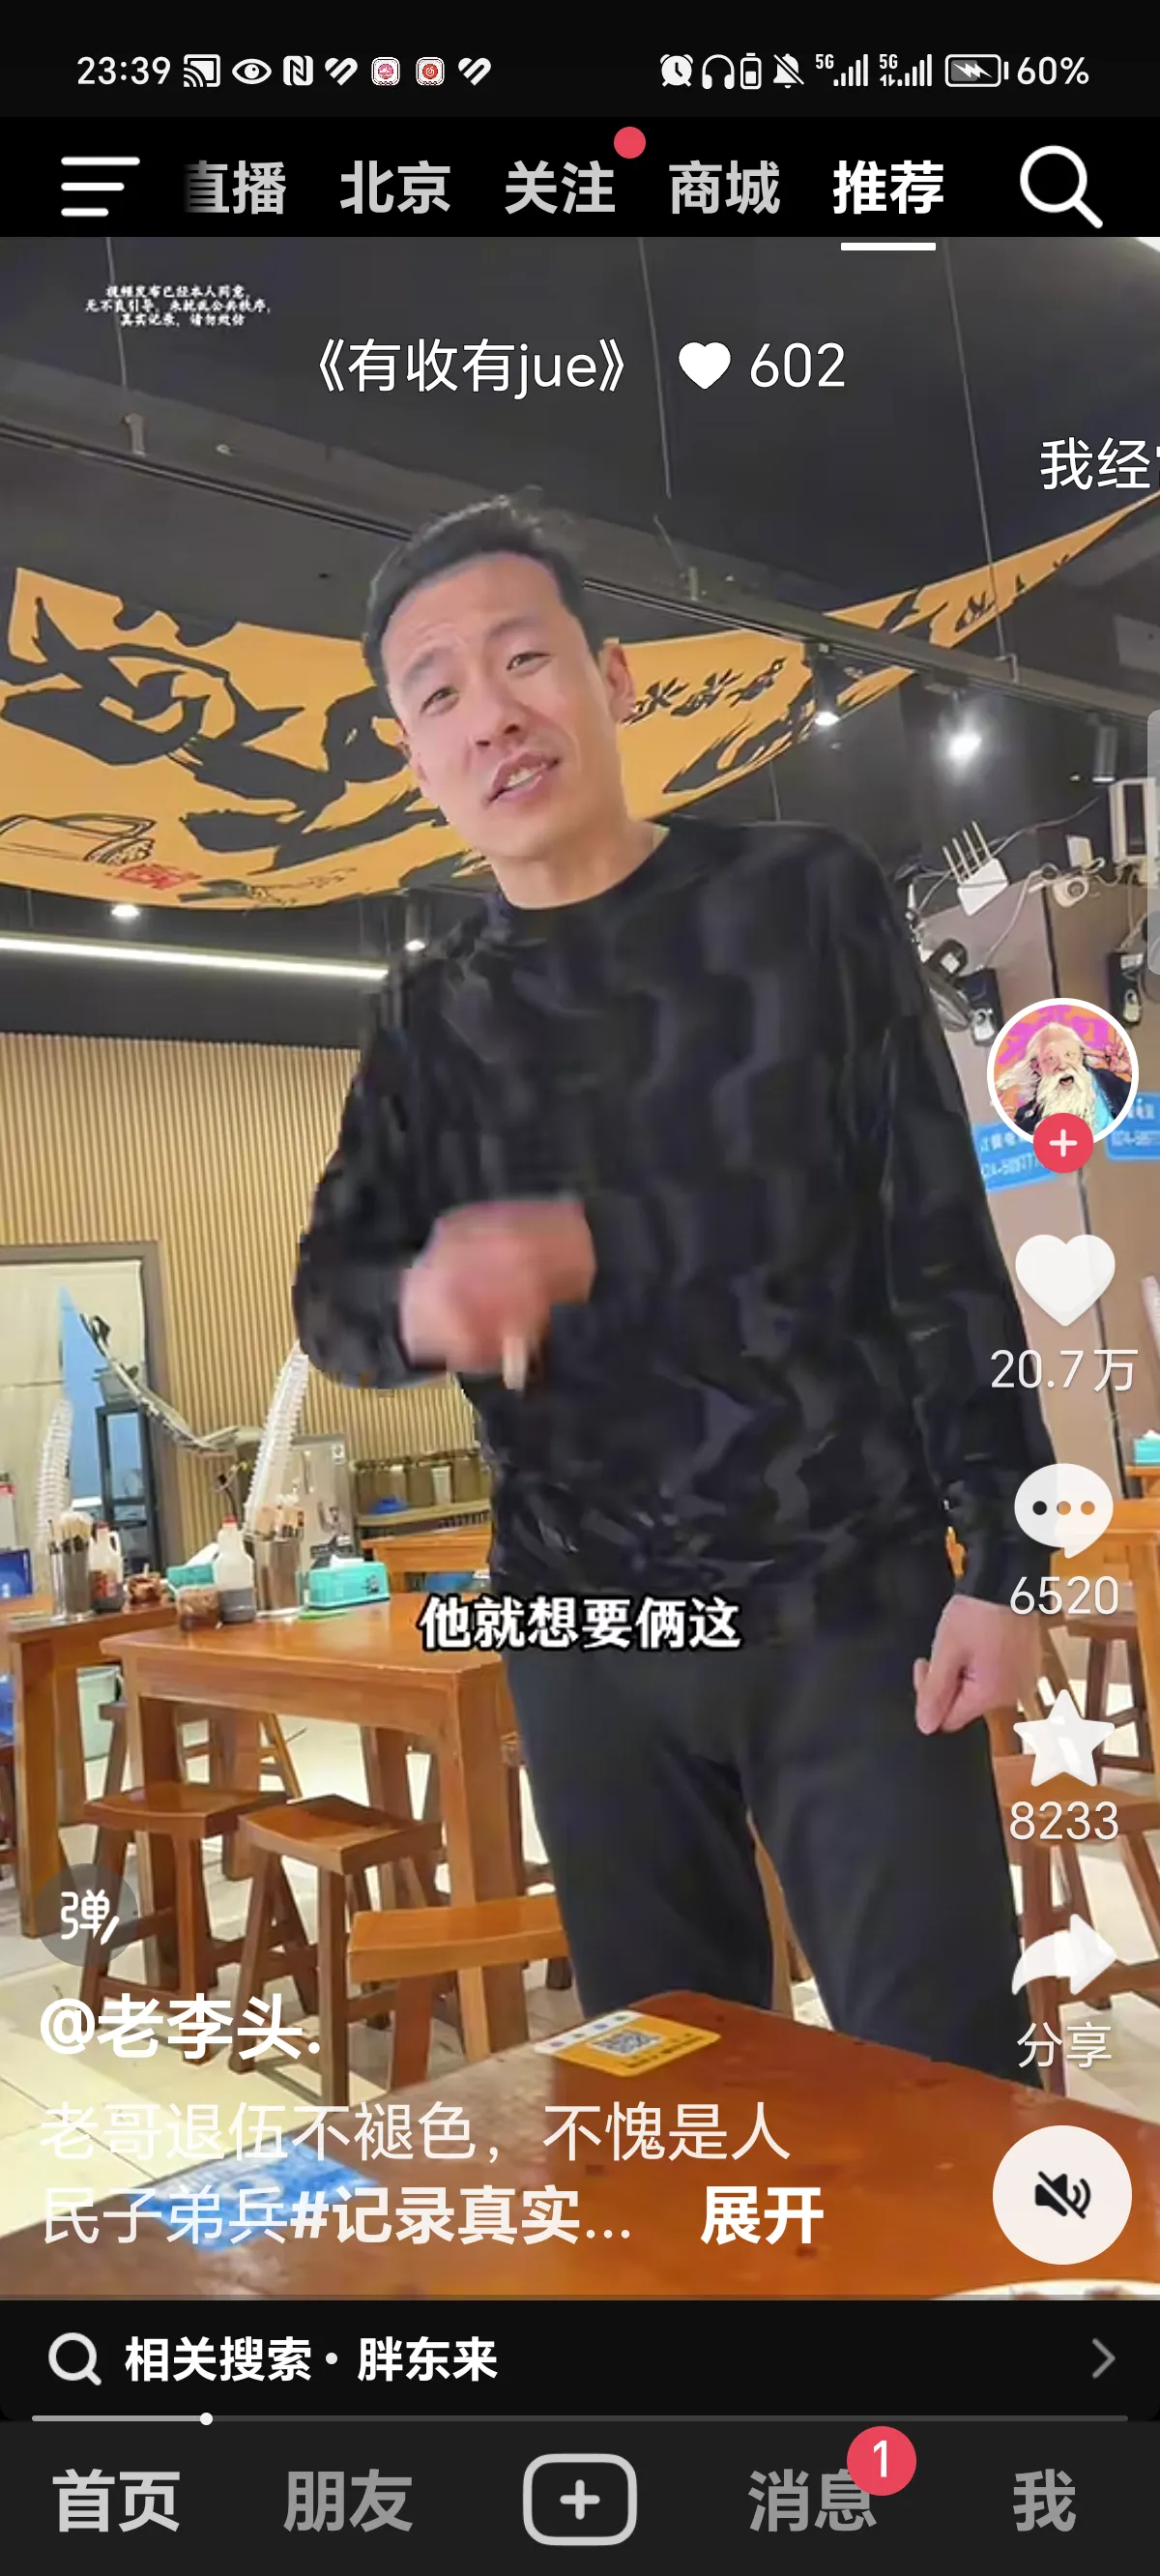 23:39 5G 5G 60%
直播 北京 关注 商城 推荐
视频发布已经本人同意,
无不良引导,未扰乱公共秩序,
真实记录,请勿效仿
《有收有jue》 602
我经
20.7万
他就想要俩这
6520
8233
弹
@老李头.
分享
老哥退伍不褪色,不愧是人
民子弟兵#记录真实... 展开
相关搜索·胖东来
首页 朋友 消息 1 我